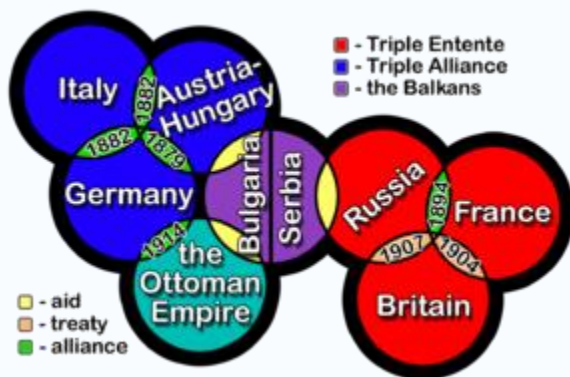 Italy
1882
Austria-
Hungary
1882
1879
Germany
1914
the
Ottoman
Empire
Bulgaria
Serbia
- Triple Entente
- Triple Alliance
- the Balkans
Russia
1894
France
1907
1904
Britain
- aid
- treaty
- alliance